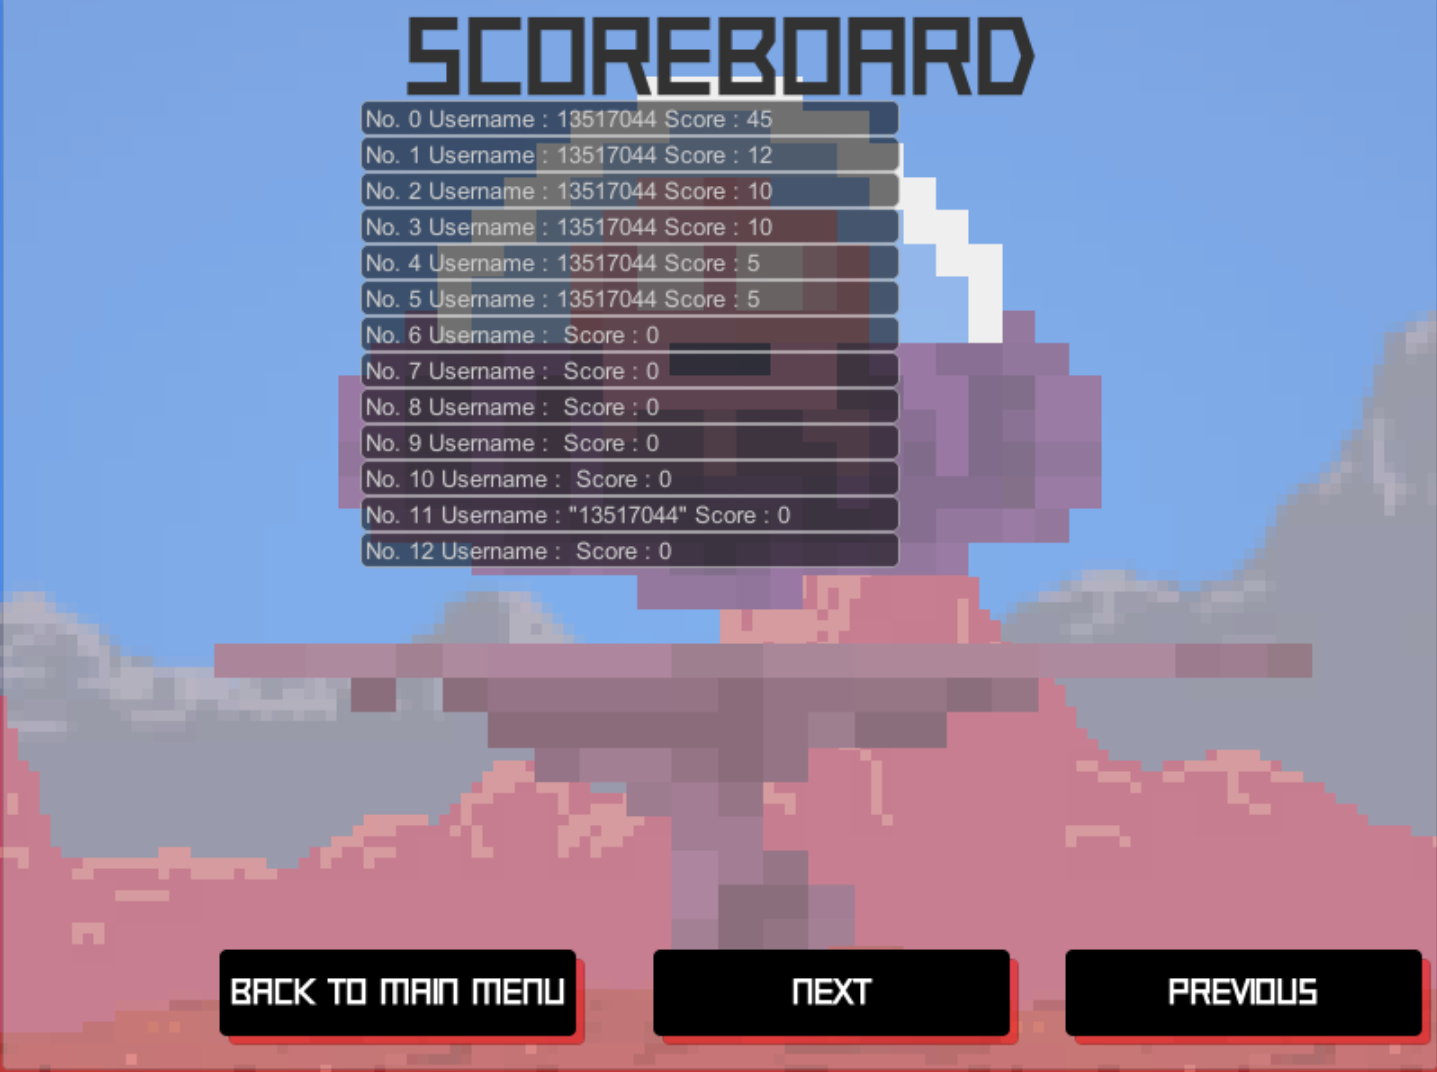 SCOREBOARD
No. 0 Username : 13517044 Score : 45
No. 1 Username : 13517044 Score : 12
No. 2 Username : 13517044 Score : 10
No. 3 Username : 13517044 Score : 10
No. 4 Username : 13517044 Score : 5
No. 5 Username : 13517044 Score : 5
No. 6 Username :  Score : 0
No. 7 Username :  Score : 0
No. 8 Username :  Score : 0
No. 9 Username :  Score : 0
No. 10 Username :  Score : 0
No. 11 Username : "13517044" Score : 0
No. 12 Username :  Score : 0
BACK TO MAIN MENU
NEXT
PREVIOUS